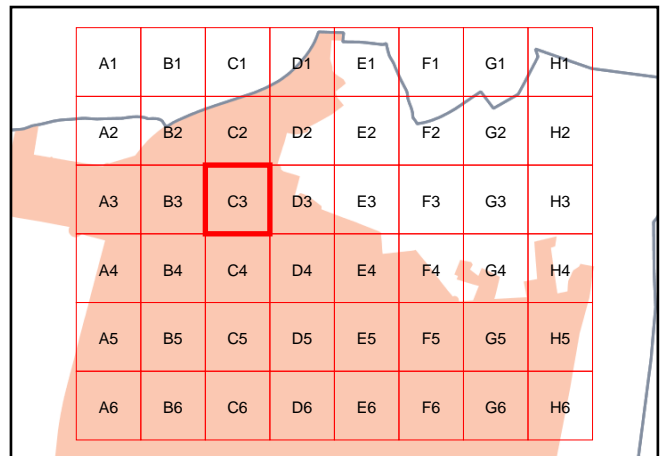 A1 B1 C1 D1 E1 F1 G1 H1
A2 B2 C2 D2 E2 F2 G2 H2
A3 B3 C3 D3 E3 F3 G3 H3
A4 B4 C4 D4 E4 F4 G4 H4
A5 B5 C5 D5 E5 F5 G5 H5
A6 B6 C6 D6 E6 F6 G6 H6